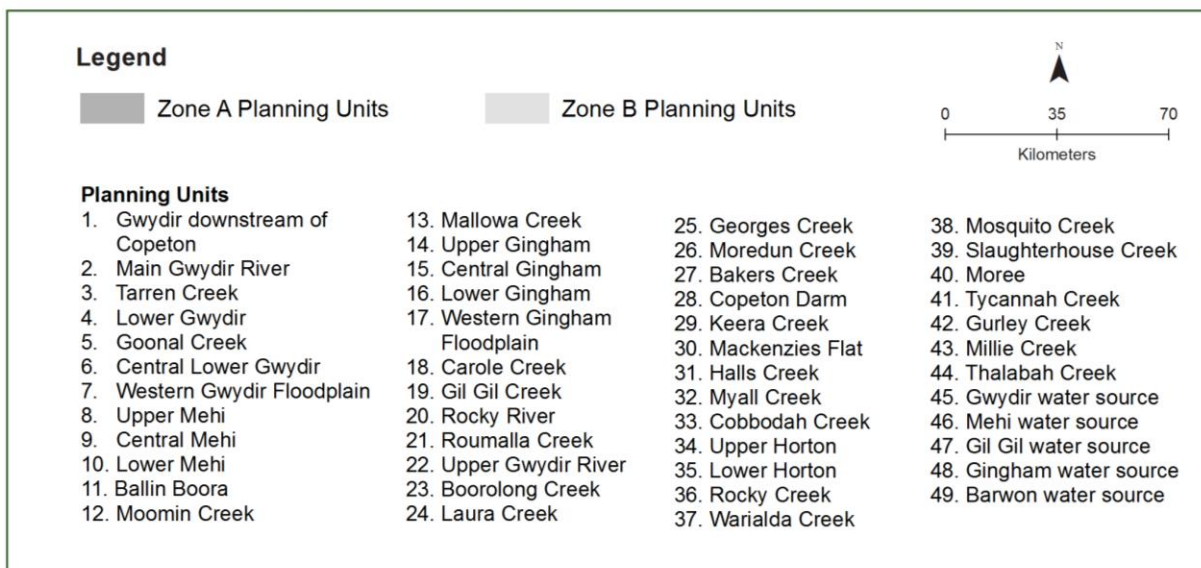 Legend
N
Zone A Planning Units
Zone B Planning Units
0 35 70
Kilometers
Planning Units
1. Gwydir downstream of
Copeton
2. Main Gwydir River
3. Tarren Creek
4. Lower Gwydir
5. Goonal Creek
6. Central Lower Gwydir
7. Western Gwydir Floodplain
8. Upper Mehi
9. Central Mehi
10. Lower Mehi
11. Ballin Boora
12. Moomin Creek
13. Mallowa Creek
14. Upper Gingham
15. Central Gingham
16. Lower Gingham
17. Western Gingham
Floodplain
18. Carole Creek
19. Gil Gil Creek
20. Rocky River
21. Roumalla Creek
22. Upper Gwydir River
23. Boorolong Creek
24. Laura Creek
25. Georges Creek
26. Moredun Creek
27. Bakers Creek
28. Copeton Darm
29. Keera Creek
30. Mackenzies Flat
31. Halls Creek
32. Myall Creek
33. Cobbodah Creek
34. Upper Horton
35. Lower Horton
36. Rocky Creek
37. Warialda Creek
38. Mosquito Creek
39. Slaughterhouse Creek
40. Moree
41. Tycannah Creek
42. Gurley Creek
43. Millie Creek
44. Thalabah Creek
45. Gwydir water source
46. Mehi water source
47. Gil Gil water source
48. Gingham water source
49. Barwon water source